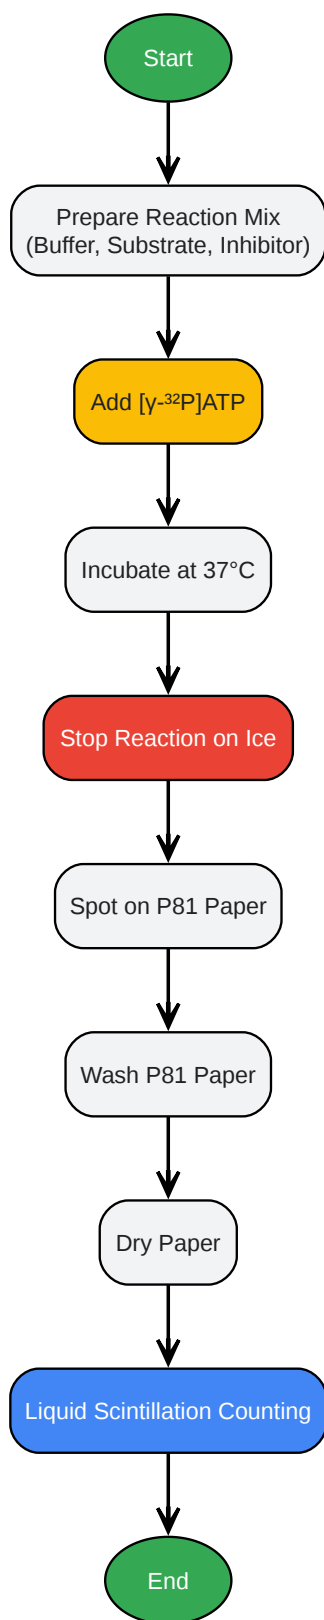 Start
Prepare Reaction Mix
(Buffer, Substrate, Inhibitor)
Add [γ-³²P]ATP
Incubate at 37°C
Stop Reaction on Ice
Spot on P81 Paper
Wash P81 Paper
Dry Paper
Liquid Scintillation Counting
End